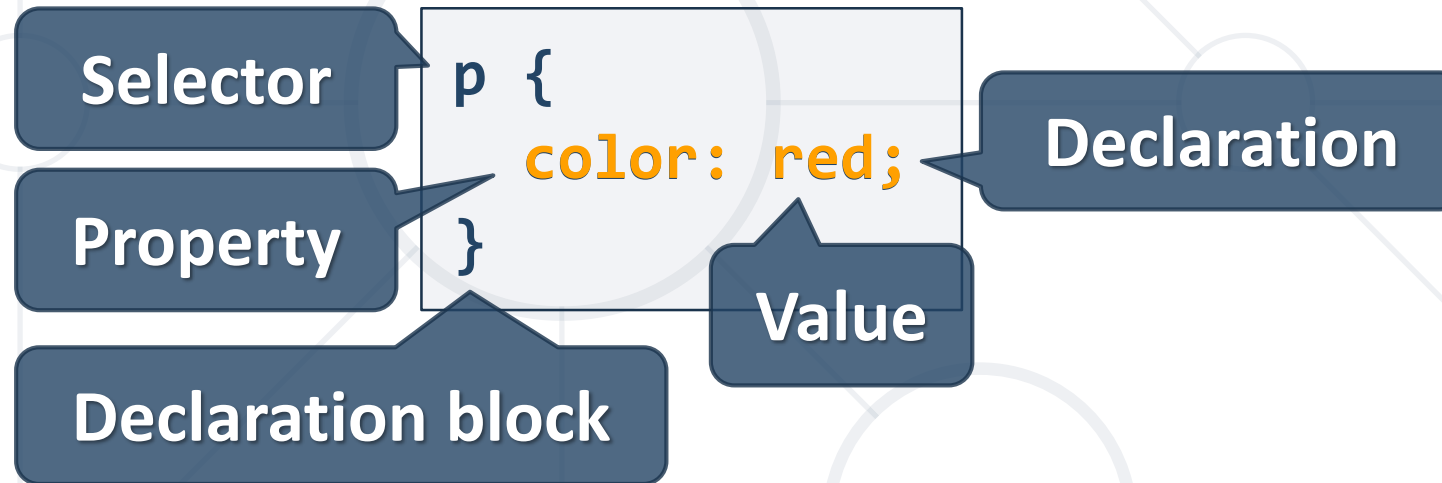 Selector
p {
Declaration
color: red;
Property
}
Value
Declaration block